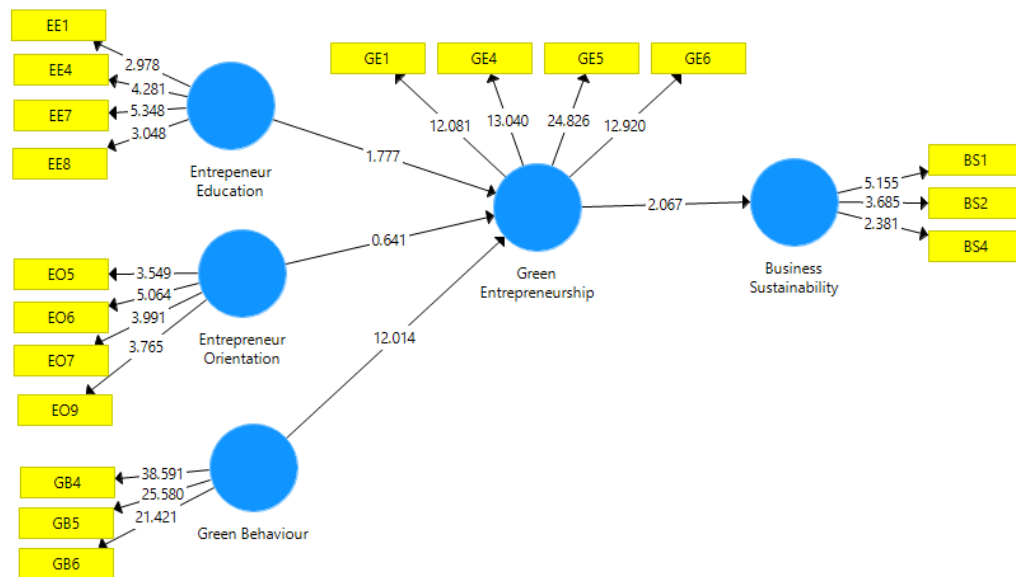 EE1
EE4
EE7
EE8
2.978
4.281
5.348
3.048
Entrepeneur
Education
EO5
EO6
EO7
EO9
3.549
5.064
3.991
3.765
Entrepreneur
Orientation
GB4
GB5
GB6
38.591
25.580
21.421
Green Behaviour
1.777
0.641
12.014
GE1
GE4
GE5
GE6
12.081
13.040
24.826
12.920
Green
Entrepreneurship
2.067
Business
Sustainability
5.155
3.685
2.381
BS1
BS2
BS4